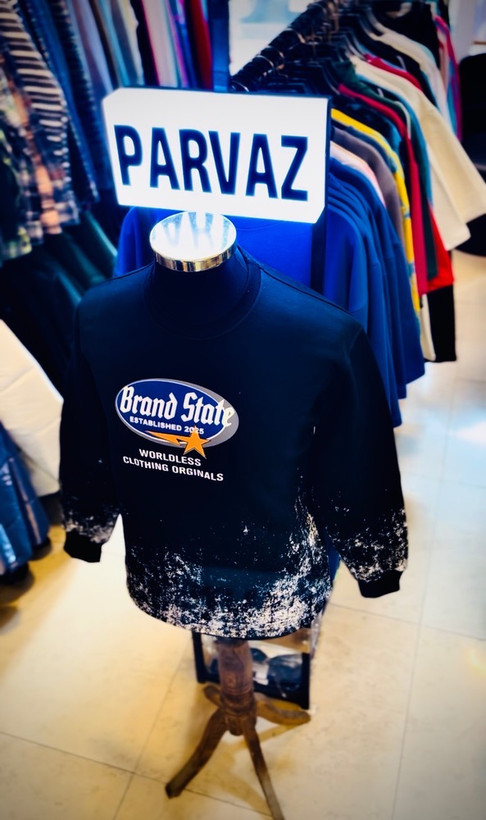 PARVAZ
Brand State
ESTABLISHED 2025
WORLDLESS
CLOTHING ORGINALS